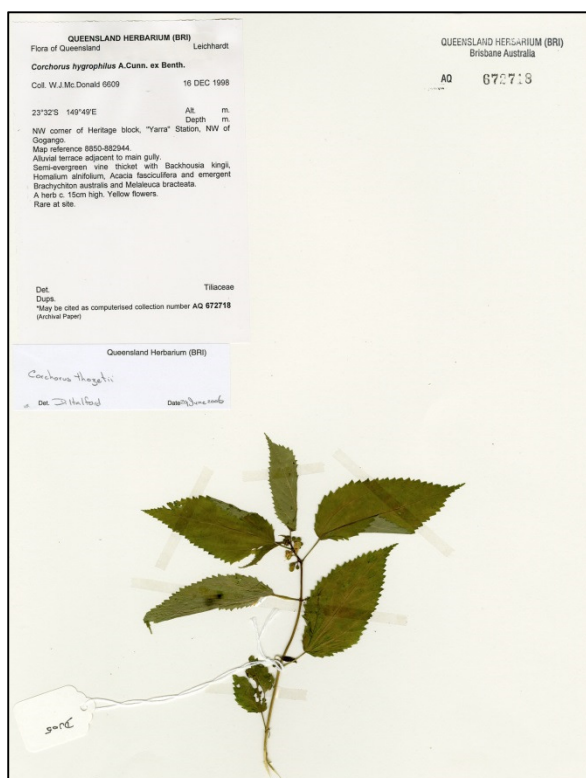 QUEENSLAND HERBARIUM (BRI)
Flora of Queensland Leichhardt
Corchorus hygrophilus A.Cunn. ex Benth.
Coll. W.J.Mc.Donald 6609 16 DEC 1998
23°32'S 149°49'E Alt. m.
Depth m.
NW corner of Heritage block, "Yarra" Station, NW of
Gogango.
Map reference 8850-882944.
Alluvial terrace adjacent to main gully.
Semi-evergreen vine thicket with Backhousia kingii,
Homalium alnifolium, Acacia fasciculifera and emergent
Brachychiton australis and Melaleuca bracteata.
A herb c. 15cm high. Yellow flowers.
Rare at site.
Det. Tiliaceae
Dups.
*May be cited as computerised collection number AQ 672718
(Archival Paper)
QUEENSLAND HERBARIUM (BRI)
Brisbane Australia
AQ 672718
Queensland Herbarium (BRI)
Corchorus thozetii
Det. D. Halford Date June 2006